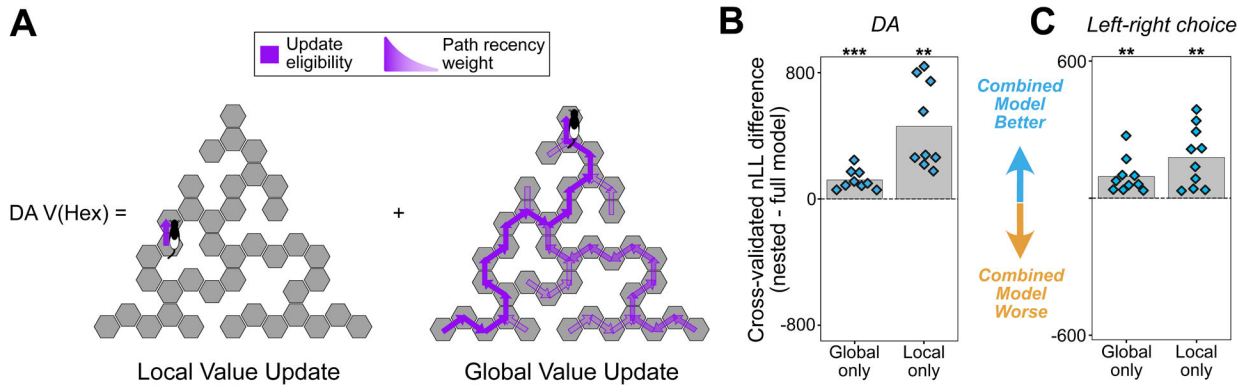 A
Update
eligibility
Path recency
weight
DA V(Hex) =
+
Local Value Update
Global Value Update
B
DA
Cross-validated nLL difference
(nested - full model)
800
0
-800
***
**
Global
only
Local
only
Combined
Model
Better
Combined
Model
Worse
C
Left-right choice
600
-600
**
**
Global
only
Local
only